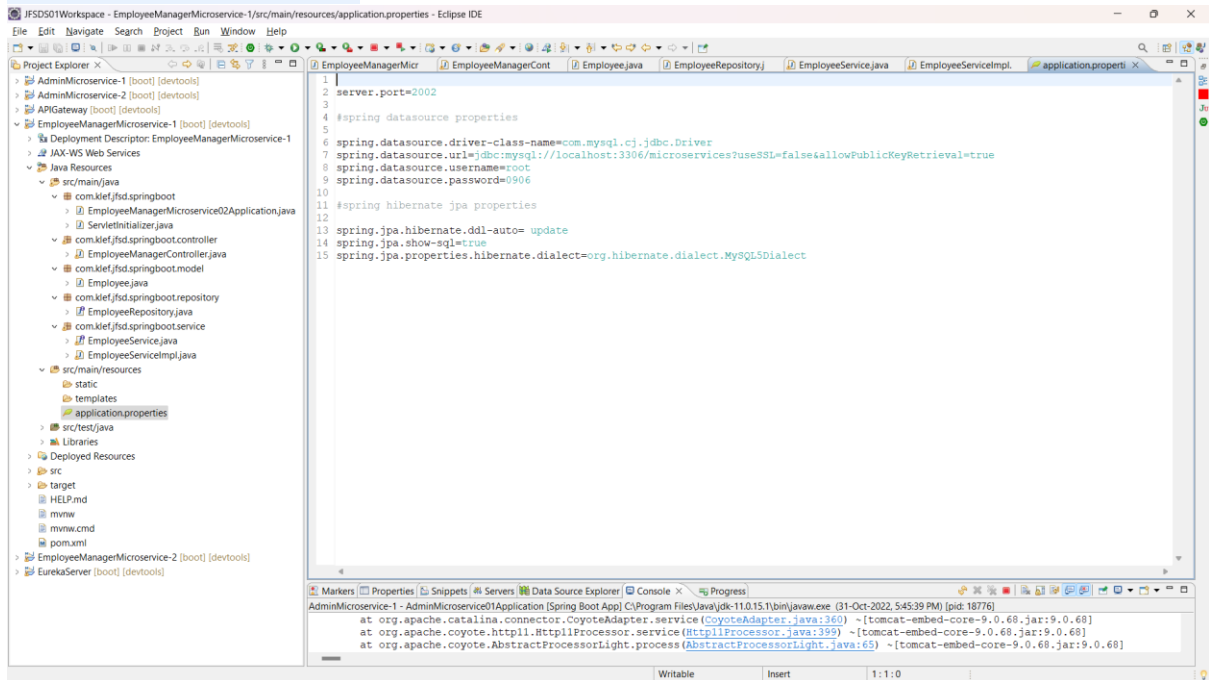 JFSDS01Workspace - EmployeeManagerMicroservice-1/src/main/resources/application.properties - Eclipse IDE
File Edit Navigate Search Project Run Window Help
Project Explorer
AdminMicroservice-1 [boot] [devtools]
AdminMicroservice-2 [boot] [devtools]
APIGateway [boot] [devtools]
EmployeeManagerMicroservice-1 [boot] [devtools]
Deployment Descriptor: EmployeeManagerMicroservice-1
JAX-WS Web Services
Java Resources
src/main/java
com.klef.jfsd.springboot
EmployeeManagerMicroservice02Application.java
ServletInitializer.java
com.klef.jfsd.springboot.controller
EmployeeManagerController.java
com.klef.jfsd.springboot.model
Employee.java
com.klef.jfsd.springboot.repository
EmployeeRepository.java
com.klef.jfsd.springboot.service
EmployeeService.java
EmployeeServiceImpl.java
src/main/resources
static
templates
application.properties
src/test/java
Libraries
Deployed Resources
src
target
HELP.md
mvnw
mvnw.cmd
pom.xml
EmployeeManagerMicroservice-2 [boot] [devtools]
EurekaServer [boot] [devtools]
EmployeeManagerMicr EmployeeManagerCont Employee.java EmployeeRepository.j EmployeeService.java EmployeeServiceImpl. application.properti
1
2 server.port=2002
3
4 #spring datasource properties
5
6 spring.datasource.driver-class-name=com.mysql.cj.jdbc.Driver
7 spring.datasource.url=jdbc:mysql://localhost:3306/microservices?useSSL=false&allowPublicKeyRetrieval=true
8 spring.datasource.username=root
9 spring.datasource.password=0906
10
11 #spring hibernate jpa properties
12
13 spring.jpa.hibernate.ddl-auto= update
14 spring.jpa.show-sql=true
15 spring.jpa.properties.hibernate.dialect=org.hibernate.dialect.MySQL5Dialect
Markers Properties Snippets Servers Data Source Explorer Console Progress
AdminMicroservice-1 - AdminMicroservice01Application [Spring Boot App] C:\Program Files\Java\jdk-11.0.15.1\bin\javaw.exe (31-Oct-2022, 5:45:39 PM) [pid: 18776]
at org.apache.catalina.connector.CoyoteAdapter.service(CoyoteAdapter.java:360) ~[tomcat-embed-core-9.0.68.jar:9.0.68]
at org.apache.coyote.http11.Http11Processor.service(Http11Processor.java:399) ~[tomcat-embed-core-9.0.68.jar:9.0.68]
at org.apache.coyote.AbstractProcessorLight.process(AbstractProcessorLight.java:65) ~[tomcat-embed-core-9.0.68.jar:9.0.68]
Writable Insert 1 : 1 : 0